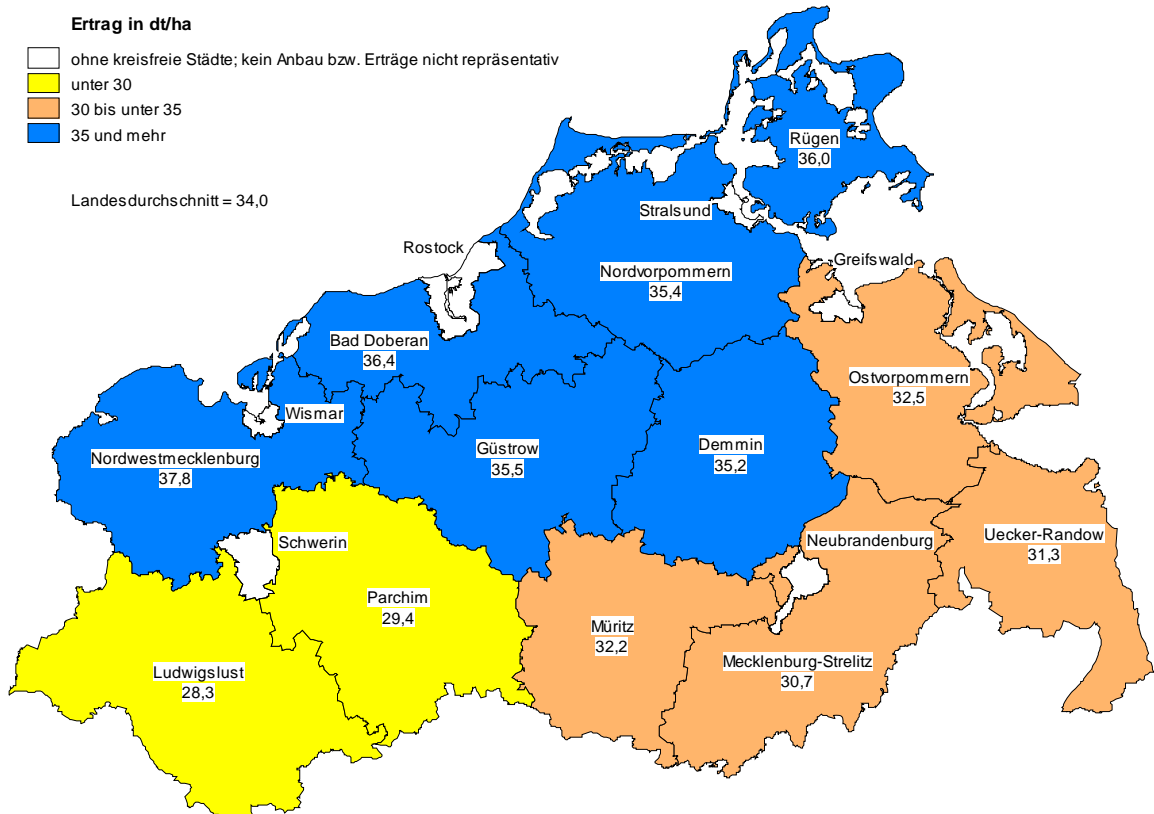 Ertrag in dt/ha
ohne kreisfreie Städte; kein Anbau bzw. Erträge nicht repräsentativ
unter 30
30 bis unter 35
35 und mehr
Landesdurchschnitt = 34,0
Rügen
36,0
Stralsund
Rostock
Greifswald
Nordvorpommern
35,4
Bad Doberan
36,4
Ostvorpommern
32,5
Wismar
Nordwestmecklenburg
37,8
Güstrow
35,5
Demmin
35,2
Schwerin
Neubrandenburg
Uecker-Randow
31,3
Parchim
29,4
Müritz
32,2
Mecklenburg-Strelitz
30,7
Ludwigslust
28,3